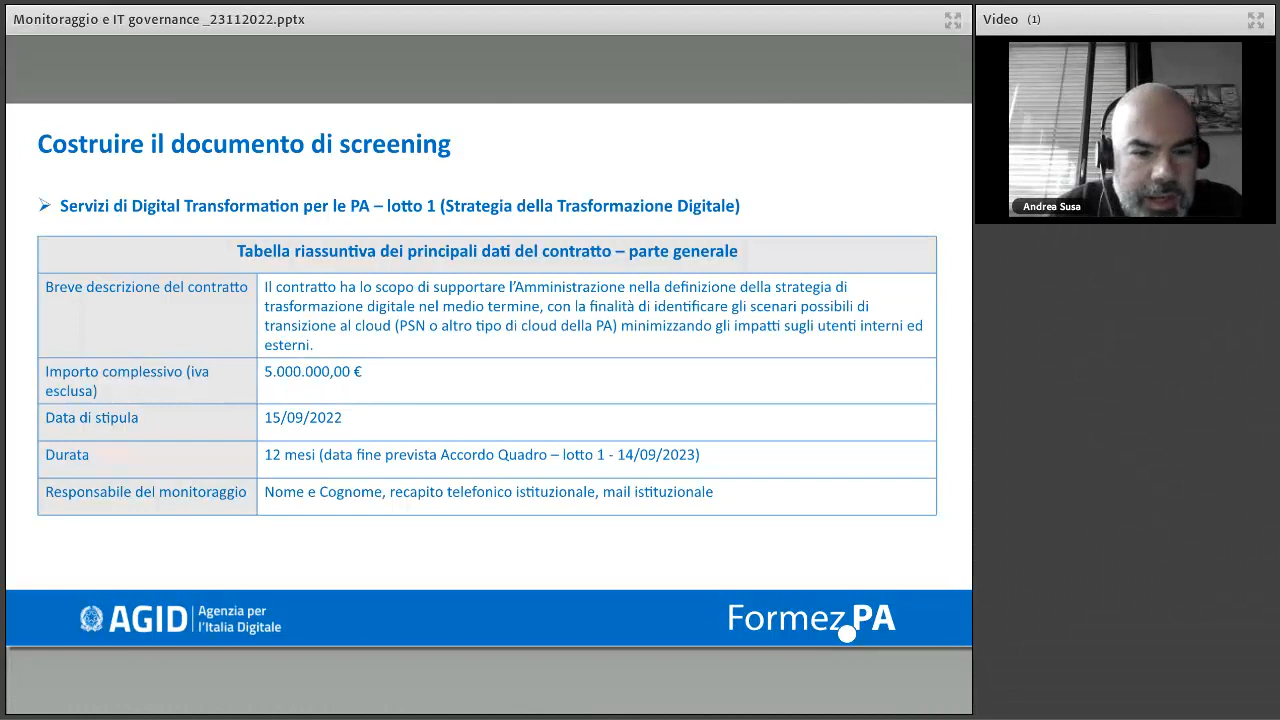 Monitoraggio e IT governance _23112022.pptx
Video (1)
Andrea Susa
Costruire il documento di screening
Servizi di Digital Transformation per le PA – lotto 1 (Strategia della Trasformazione Digitale)
Tabella riassuntiva dei principali dati del contratto – parte generale
Breve descrizione del contratto
Il contratto ha lo scopo di supportare l'Amministrazione nella definizione della strategia di
trasformazione digitale nel medio termine, con la finalità di identificare gli scenari possibili di
transizione al cloud (PSN o altro tipo di cloud della PA) minimizzando gli impatti sugli utenti interni ed
esterni.
Importo complessivo (iva
esclusa)
5.000.000,00 €
Data di stipula
15/09/2022
Durata
12 mesi (data fine prevista Accordo Quadro – lotto 1 - 14/09/2023)
Responsabile del monitoraggio
Nome e Cognome, recapito telefonico istituzionale, mail istituzionale
AGID
Agenzia per
l'Italia Digitale
Formez PA